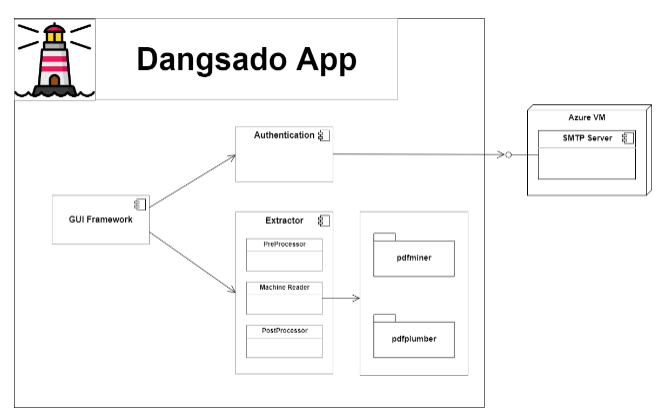 Dangsado App
Azure VM
SMTP Server
Authentication
GUI Framework
Extractor
PreProcessor
Machine Reader
PostProcessor
pdfminer
pdfplumber